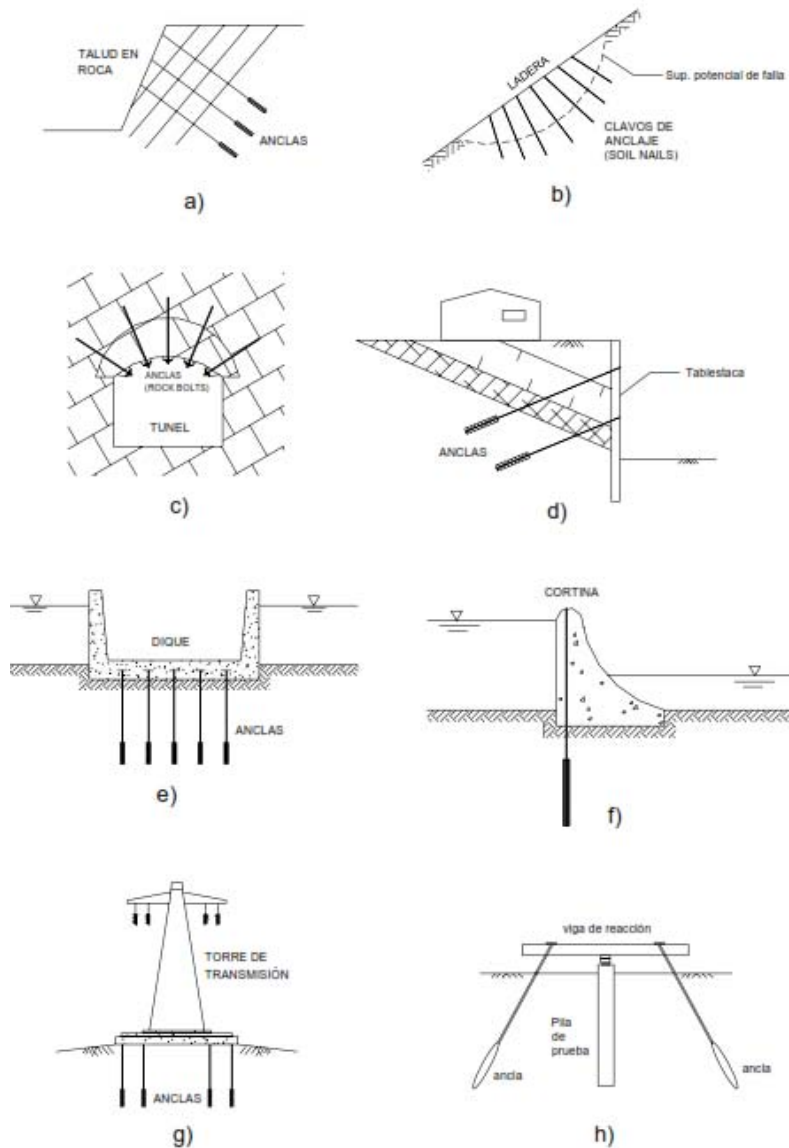 TALUD EN
ROCA
ANCLAS
a)
LADERA
Sup. potencial de falla
CLAVOS DE
ANCLAJE
(SOIL NAILS)
b)
ANCLAS
(ROCK BOLTS)
TUNEL
c)
Tablestaca
ANCLAS
d)
DIQUE
ANCLAS
e)
CORTINA
f)
TORRE DE
TRANSMISIÓN
ANCLAS
g)
viga de reacción
Pila
de
prueba
ancla
ancla
h)